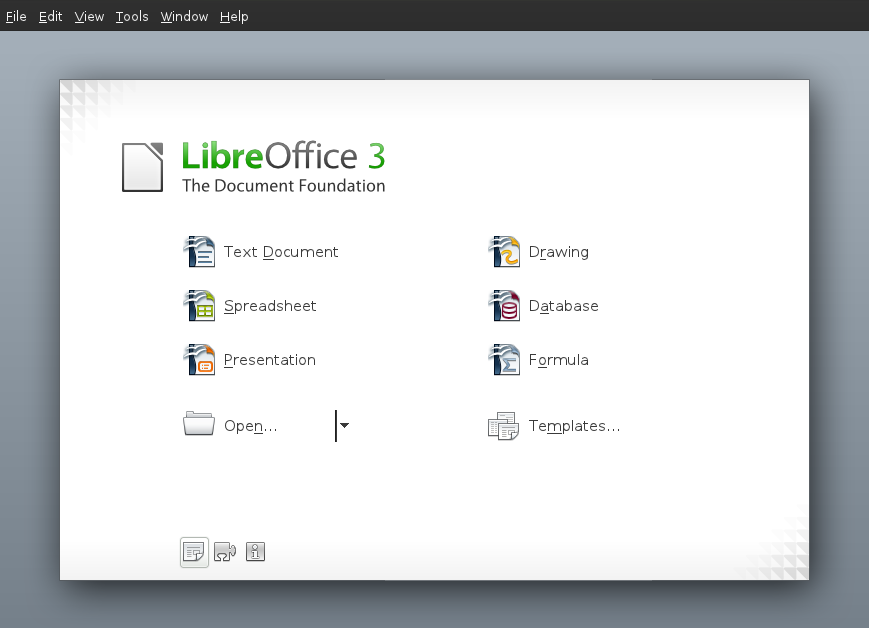 File Edit View Tools Window Help
LibreOffice 3
The Document Foundation
Text Document
Drawing
Spreadsheet
Database
Presentation
Formula
Open...
Templates...